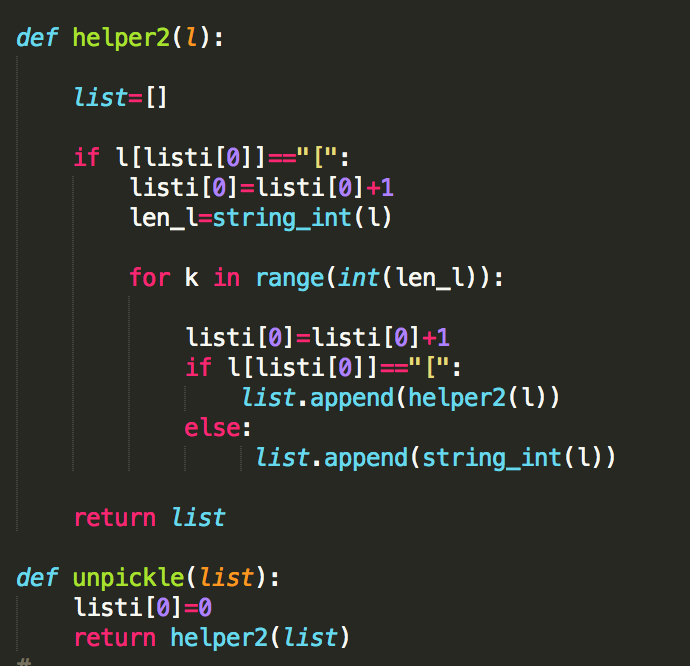 def helper2(l):
    list=[]
    if l[listi[0]]=="[":
        listi[0]=listi[0]+1
        len_l=string_int(l)
        for k in range(int(len_l)):
            listi[0]=listi[0]+1
            if l[listi[0]]=="[":
                list.append(helper2(l))
            else:
                 list.append(string_int(l))
    return list
def unpickle(list):
    listi[0]=0
    return helper2(list)
#